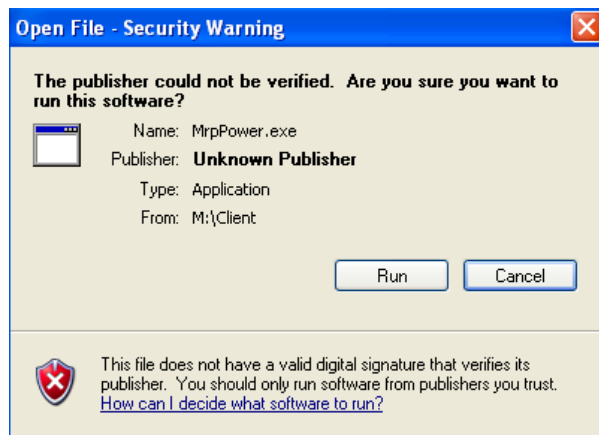 Open File - Security Warning
The publisher could not be verified. Are you sure you want to
run this software?
Name: MrpPower.exe
Publisher: Unknown Publisher
Type: Application
From: M:\Client
Run Cancel
This file does not have a valid digital signature that verifies its
publisher. You should only run software from publishers you trust.
How can I decide what software to run?